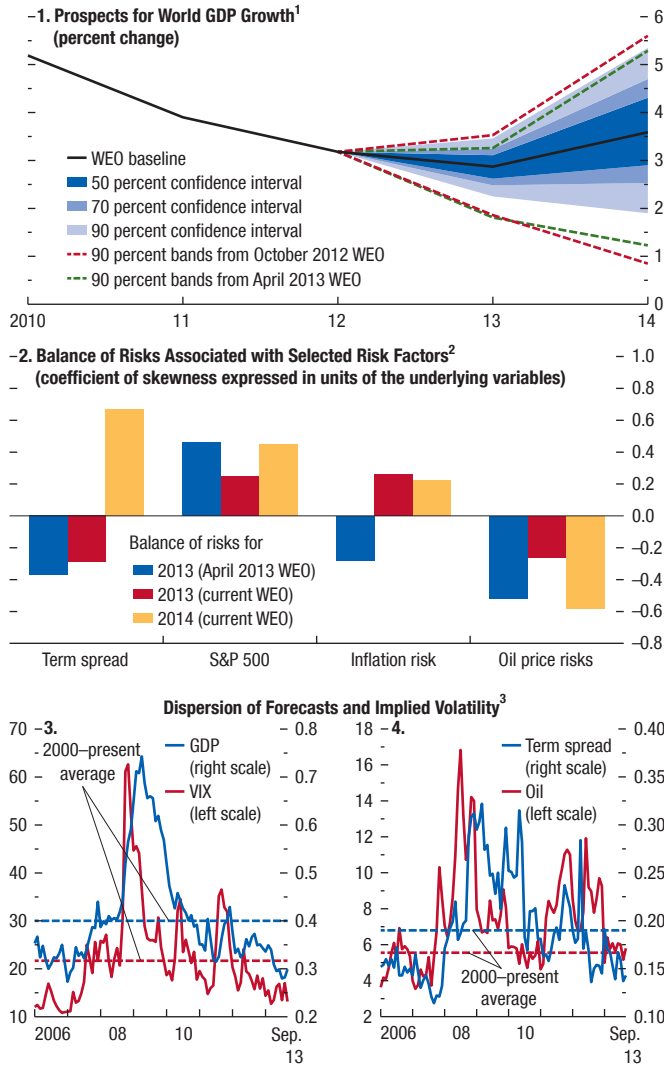 1. Prospects for World GDP Growth¹
(percent change)
6
5
4
3
2
1
0
WEO baseline
50 percent confidence interval
70 percent confidence interval
90 percent confidence interval
90 percent bands from October 2012 WEO
90 percent bands from April 2013 WEO
2010 11 12 13 14
2. Balance of Risks Associated with Selected Risk Factors²
(coefficient of skewness expressed in units of the underlying variables)
1.0
0.8
0.6
0.4
0.2
0.0
–0.2
–0.4
–0.6
–0.8
Balance of risks for
2013 (April 2013 WEO)
2013 (current WEO)
2014 (current WEO)
Term spread S&P 500 Inflation risk Oil price risks
Dispersion of Forecasts and Implied Volatility³
3.
70
60
50
40
30
20
10
2000–present
average
GDP
(right scale)
VIX
(left scale)
0.8
0.7
0.6
0.5
0.4
0.3
0.2
2006 08 10 Sep.
13
4.
18
16
14
12
10
8
6
4
2
Term spread
(right scale)
Oil
(left scale)
2000–present
average
0.40
0.35
0.30
0.25
0.20
0.15
0.10
2006 08 10 Sep.
13